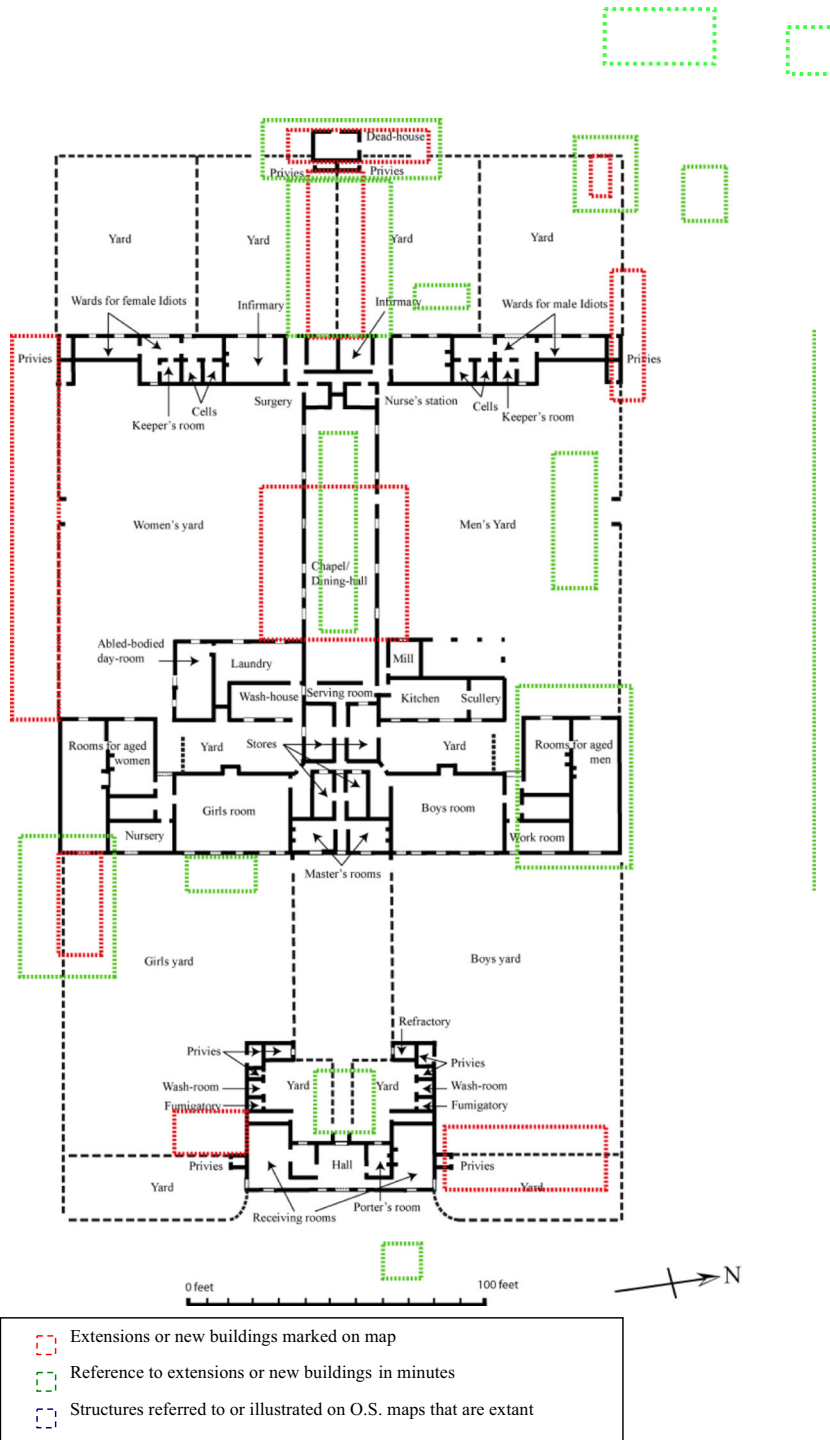 Dead-house
Privies
Privies
Yard
Yard
Yard
Yard
Wards for female Idiots
Infirmary
Infirmary
Wards for male Idiots
Privies
Privies
Surgery
Nurse's station
Cells
Cells
Keeper's room
Keeper's room
Women's yard
Men's Yard
Chapel/
Dining-hall
Abled-bodied
day-room
Laundry
Mill
Wash-house
Serving room
Kitchen
Scullery
Rooms for aged
women
Yard
Stores
Yard
Rooms for aged
men
Girls room
Boys room
Nursery
Work room
Master's rooms
Girls yard
Boys yard
Refractory
Privies
Privies
Wash-room
Yard
Yard
Wash-room
Fumigatory
Fumigatory
Privies
Hall
Privies
Yard
Yard
Porter's room
Receiving rooms
0 feet
100 feet
N
Extensions or new buildings marked on map
Reference to extensions or new buildings in minutes
Structures referred to or illustrated on O.S. maps that are extant